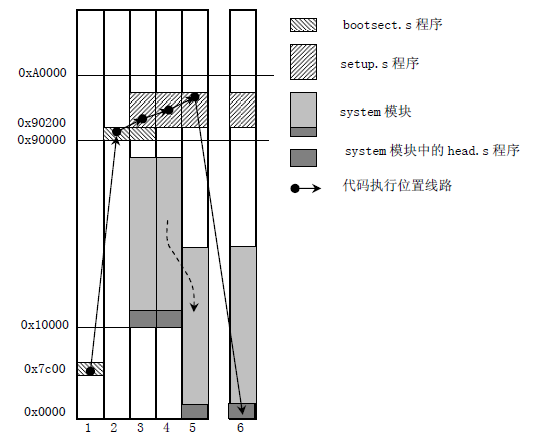 bootsect.s 程序
setup.s 程序
system 模块
system 模块中的 head.s 程序
代码执行位置线路
0xA0000
0x90200
0x90000
0x10000
0x7c00
0x0000
1 2 3 4 5 6